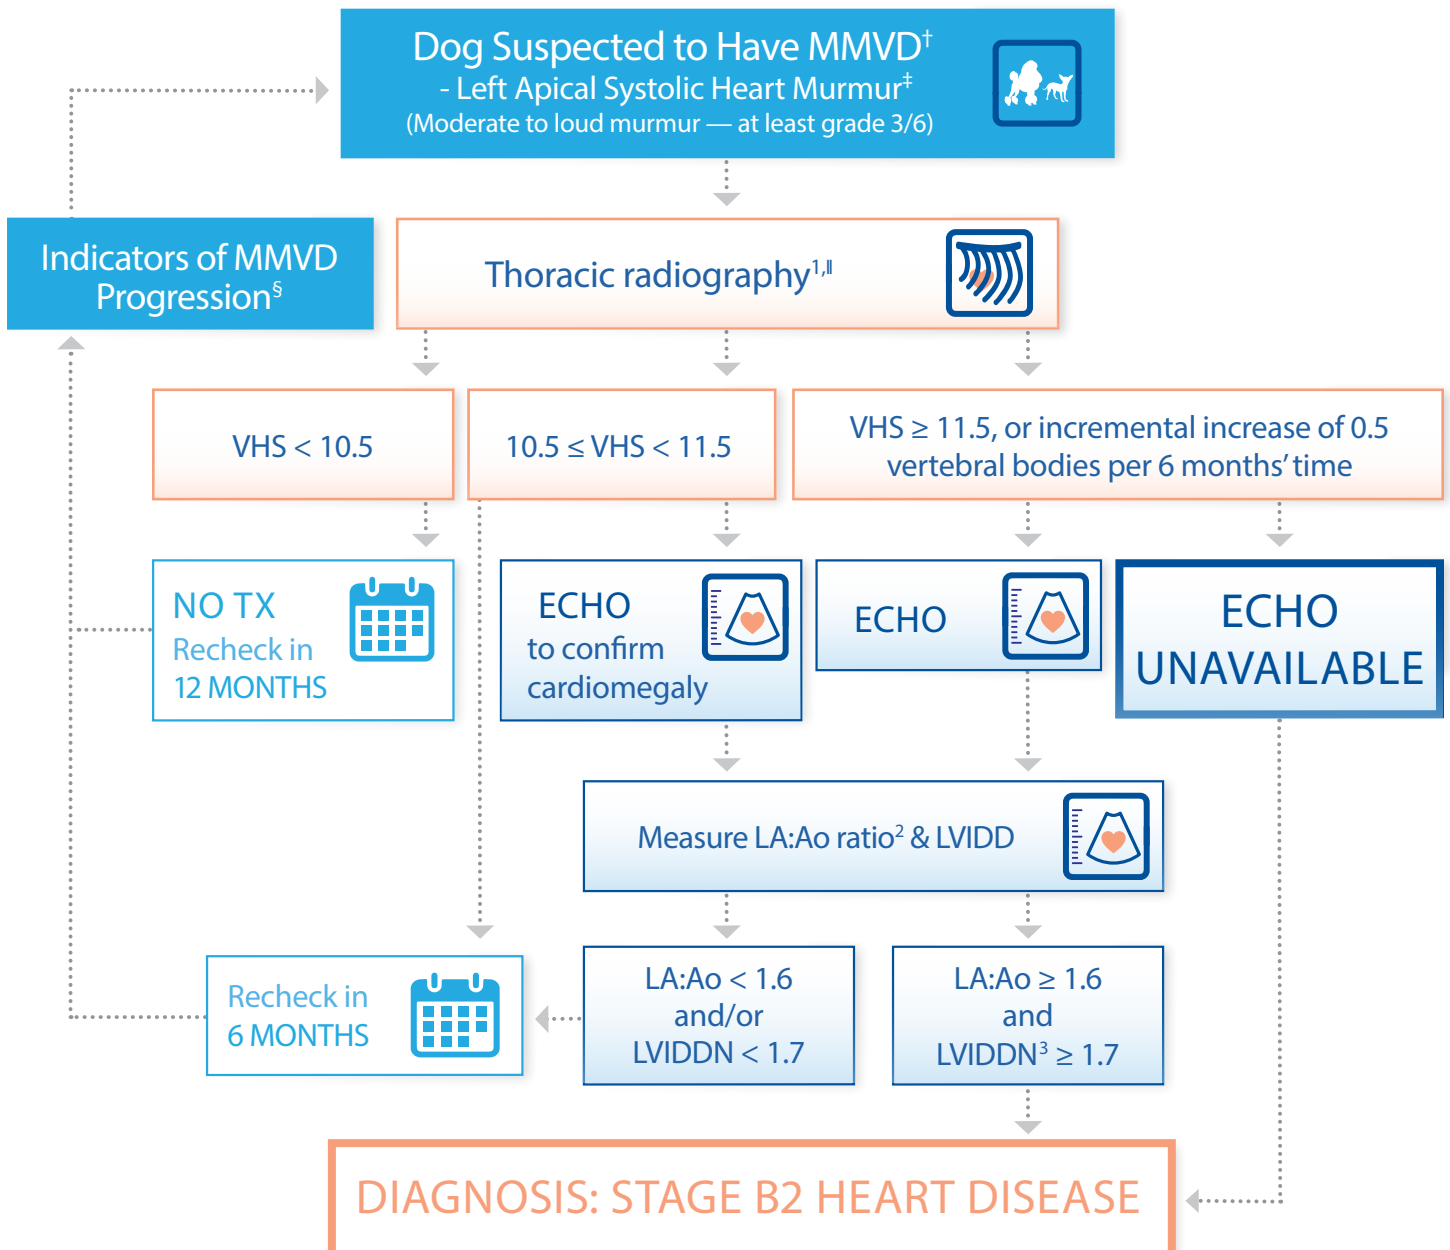 Dog Suspected to Have MMVD†
- Left Apical Systolic Heart Murmur‡
(Moderate to loud murmur — at least grade 3/6)
Indicators of MMVD
Progression§
Thoracic radiography1,‖
VHS < 10.5
10.5 ≤ VHS < 11.5
VHS ≥ 11.5, or incremental increase of 0.5
vertebral bodies per 6 months’ time
NO TX
Recheck in
12 MONTHS
ECHO
to confirm
cardiomegaly
ECHO
ECHO
UNAVAILABLE
Measure LA:Ao ratio2 & LVIDD
Recheck in
6 MONTHS
LA:Ao < 1.6
and/or
LVIDDN < 1.7
LA:Ao ≥ 1.6
and
LVIDDN3 ≥ 1.7
DIAGNOSIS: STAGE B2 HEART DISEASE